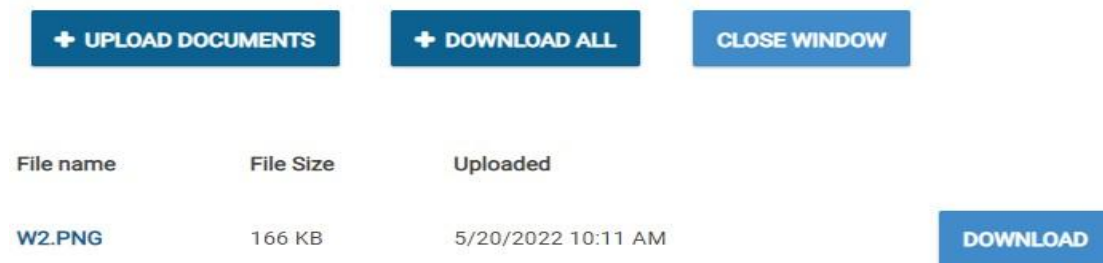 + UPLOAD DOCUMENTS + DOWNLOAD ALL CLOSE WINDOW
File name File Size Uploaded
W2.PNG 166 KB 5/20/2022 10:11 AM DOWNLOAD